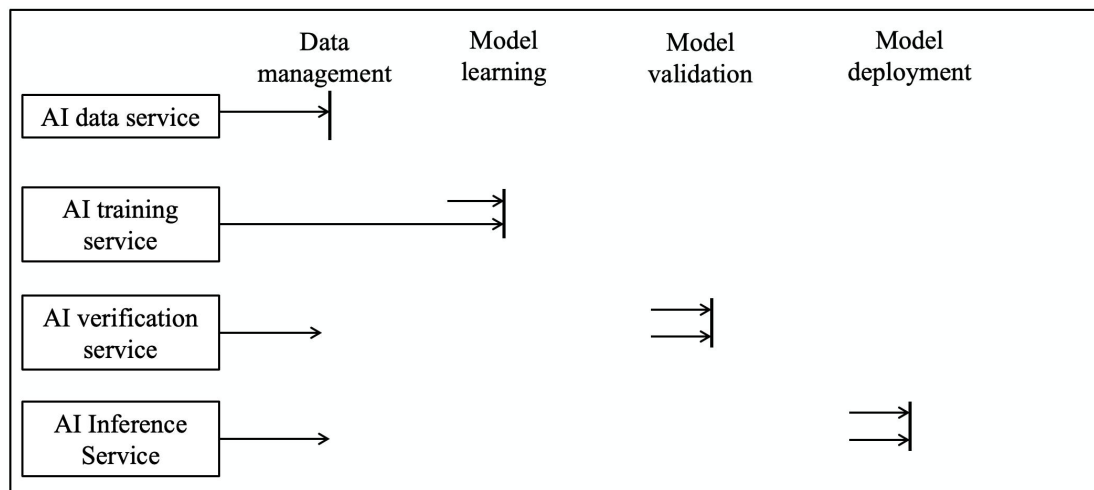 Data
management
Model
learning
Model
validation
Model
deployment
AI data service
AI training
service
AI verification
service
AI Inference
Service